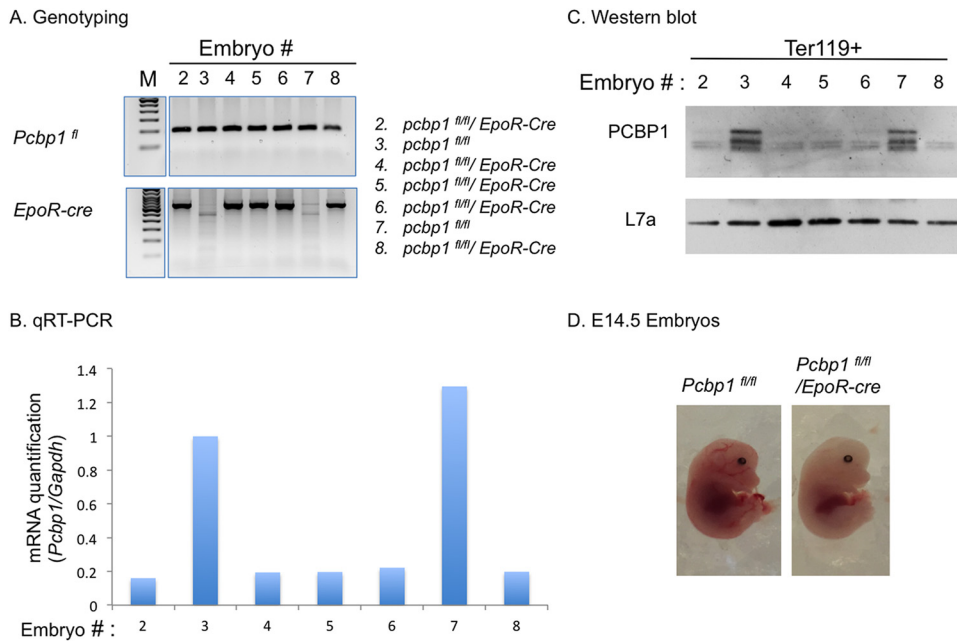 A. Genotyping
Embryo #
M 2 3 4 5 6 7 8
Pcbp1 fl
EpoR-cre
2. pcbp1 fl/fl/ EpoR-Cre
3. pcbp1 fl/fl
4. pcbp1 fl/fl/ EpoR-Cre
5. pcbp1 fl/fl/ EpoR-Cre
6. pcbp1 fl/fl/ EpoR-Cre
7. pcbp1 fl/fl
8. pcbp1 fl/fl/ EpoR-Cre
C. Western blot
Ter119+
Embryo # : 2 3 4 5 6 7 8
PCBP1
L7a
B. qRT-PCR
mRNA quantification
(Pcbp1/Gapdh)
1.4
1.2
1
0.8
0.6
0.4
0.2
0
Embryo # : 2 3 4 5 6 7 8
D. E14.5 Embryos
Pcbp1 fl/fl
Pcbp1 fl/fl
/EpoR-cre